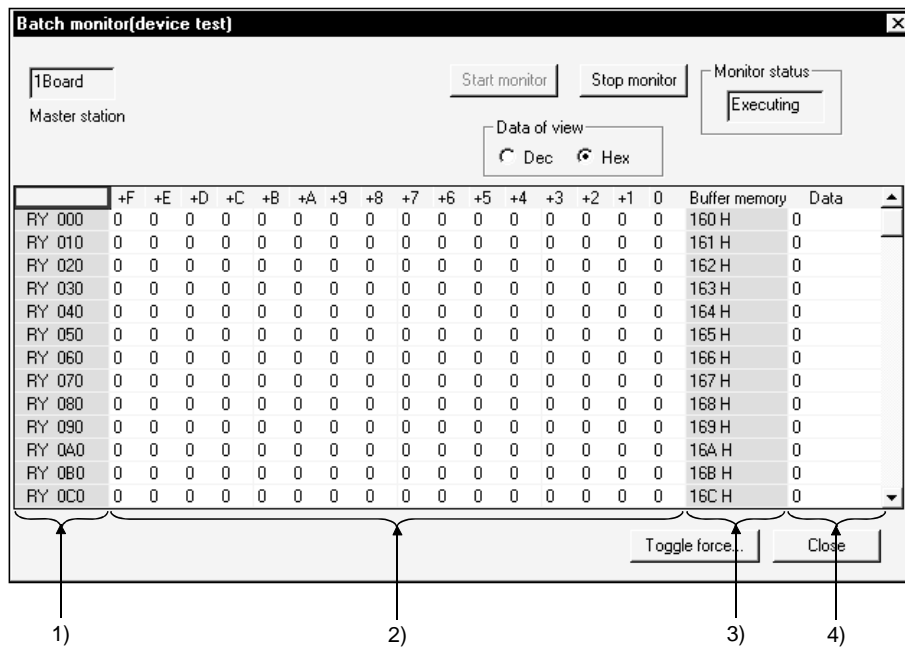 Batch monitor(device test)
1Board
Master station
Start monitor
Stop monitor
Monitor status
Executing
Data of view
Dec
Hex
+F +E +D +C +B +A +9 +8 +7 +6 +5 +4 +3 +2 +1 0 Buffer memory Data
RY 000 0 0 0 0 0 0 0 0 0 0 0 0 0 0 0 0 160 H 0
RY 010 0 0 0 0 0 0 0 0 0 0 0 0 0 0 0 0 161 H 0
RY 020 0 0 0 0 0 0 0 0 0 0 0 0 0 0 0 0 162 H 0
RY 030 0 0 0 0 0 0 0 0 0 0 0 0 0 0 0 0 163 H 0
RY 040 0 0 0 0 0 0 0 0 0 0 0 0 0 0 0 0 164 H 0
RY 050 0 0 0 0 0 0 0 0 0 0 0 0 0 0 0 0 165 H 0
RY 060 0 0 0 0 0 0 0 0 0 0 0 0 0 0 0 0 166 H 0
RY 070 0 0 0 0 0 0 0 0 0 0 0 0 0 0 0 0 167 H 0
RY 080 0 0 0 0 0 0 0 0 0 0 0 0 0 0 0 0 168 H 0
RY 090 0 0 0 0 0 0 0 0 0 0 0 0 0 0 0 0 169 H 0
RY 0A0 0 0 0 0 0 0 0 0 0 0 0 0 0 0 0 0 16A H 0
RY 0B0 0 0 0 0 0 0 0 0 0 0 0 0 0 0 0 0 16B H 0
RY 0C0 0 0 0 0 0 0 0 0 0 0 0 0 0 0 0 0 16C H 0
Toggle force...
Close
1) 2) 3) 4)